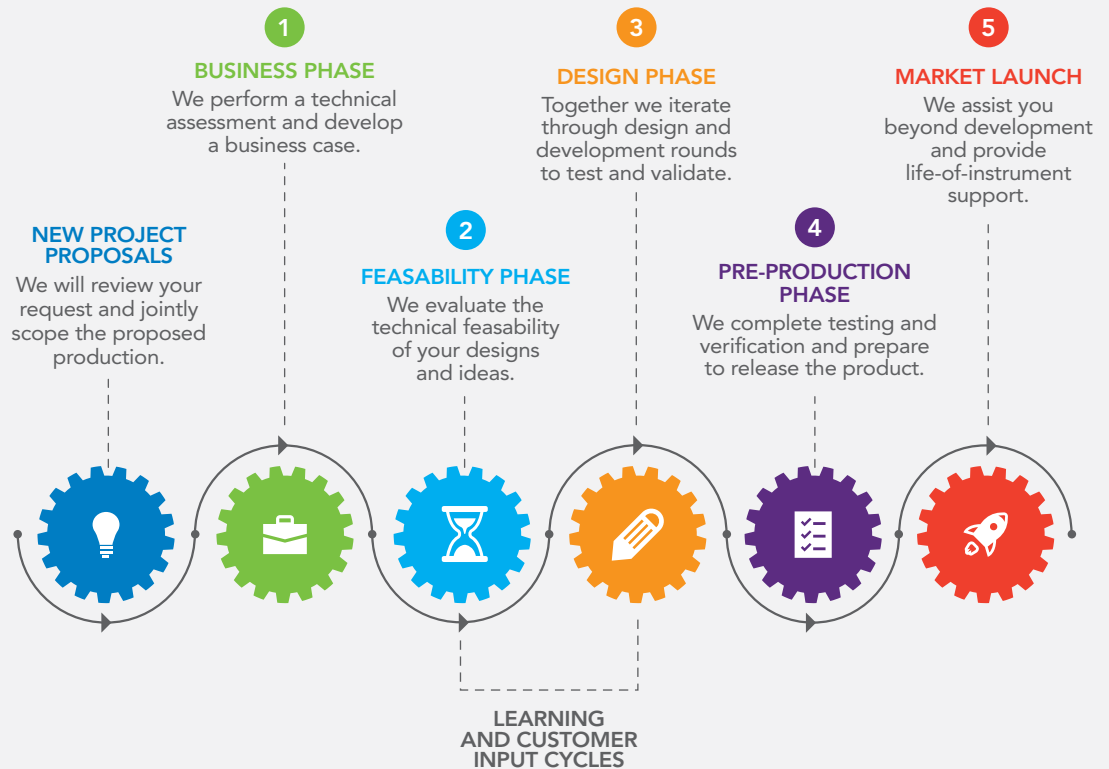 NEW PROJECT
PROPOSALS
We will review your
request and jointly
scope the proposed
production.
1
BUSINESS PHASE
We perform a technical
assessment and develop
a business case.
2
FEASABILITY PHASE
We evaluate the
technical feasability
of your designs
and ideas.
3
DESIGN PHASE
Together we iterate
through design and
development rounds
to test and validate.
4
PRE-PRODUCTION
PHASE
We complete testing and
verification and prepare
to release the product.
5
MARKET LAUNCH
We assist you
beyond development
and provide
life-of-instrument
support.
LEARNING
AND CUSTOMER
INPUT CYCLES